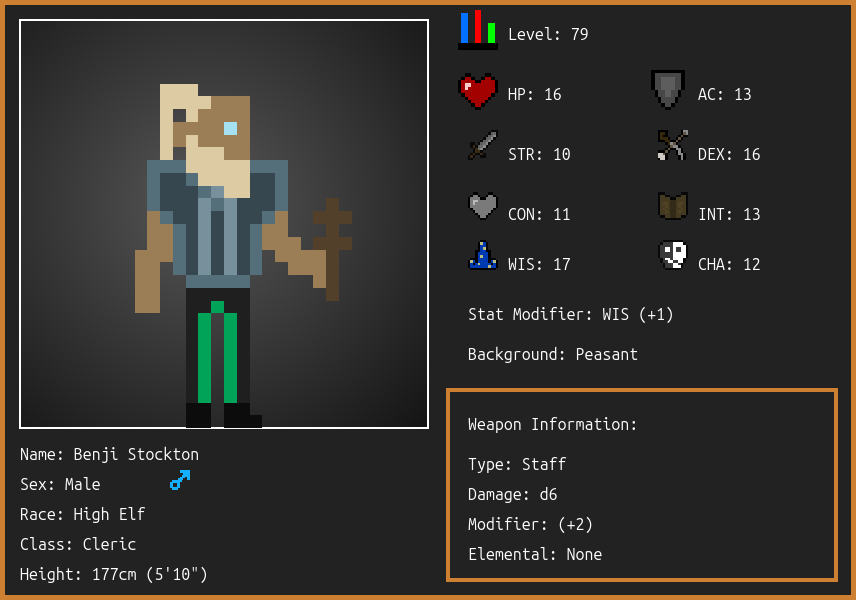 Level: 79
HP: 16
AC: 13
STR: 10
DEX: 16
CON: 11
INT: 13
WIS: 17
CHA: 12
Stat Modifier: WIS (+1)
Background: Peasant
Weapon Information:
Type: Staff
Damage: d6
Modifier: (+2)
Elemental: None
Name: Benji Stockton
Sex: Male
Race: High Elf
Class: Cleric
Height: 177cm (5'10")